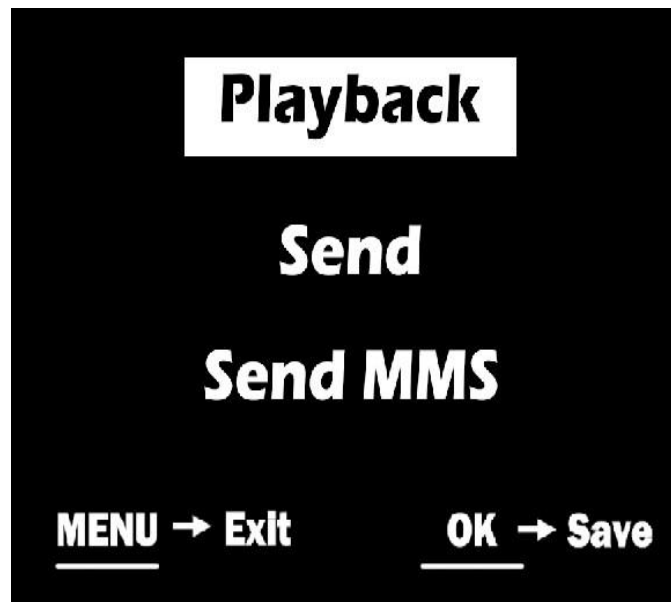 Playback
Send
Send MMS
MENU → Exit OK → Save